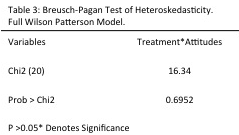 Table 3: Breusch-Pagan Test of Heteroskedasticity.
Full Wilson Patterson Model.
Variables Treatment*Attitudes
Chi2 (20) 16.34
Prob > Chi2 0.6952
P >0.05* Denotes Significance